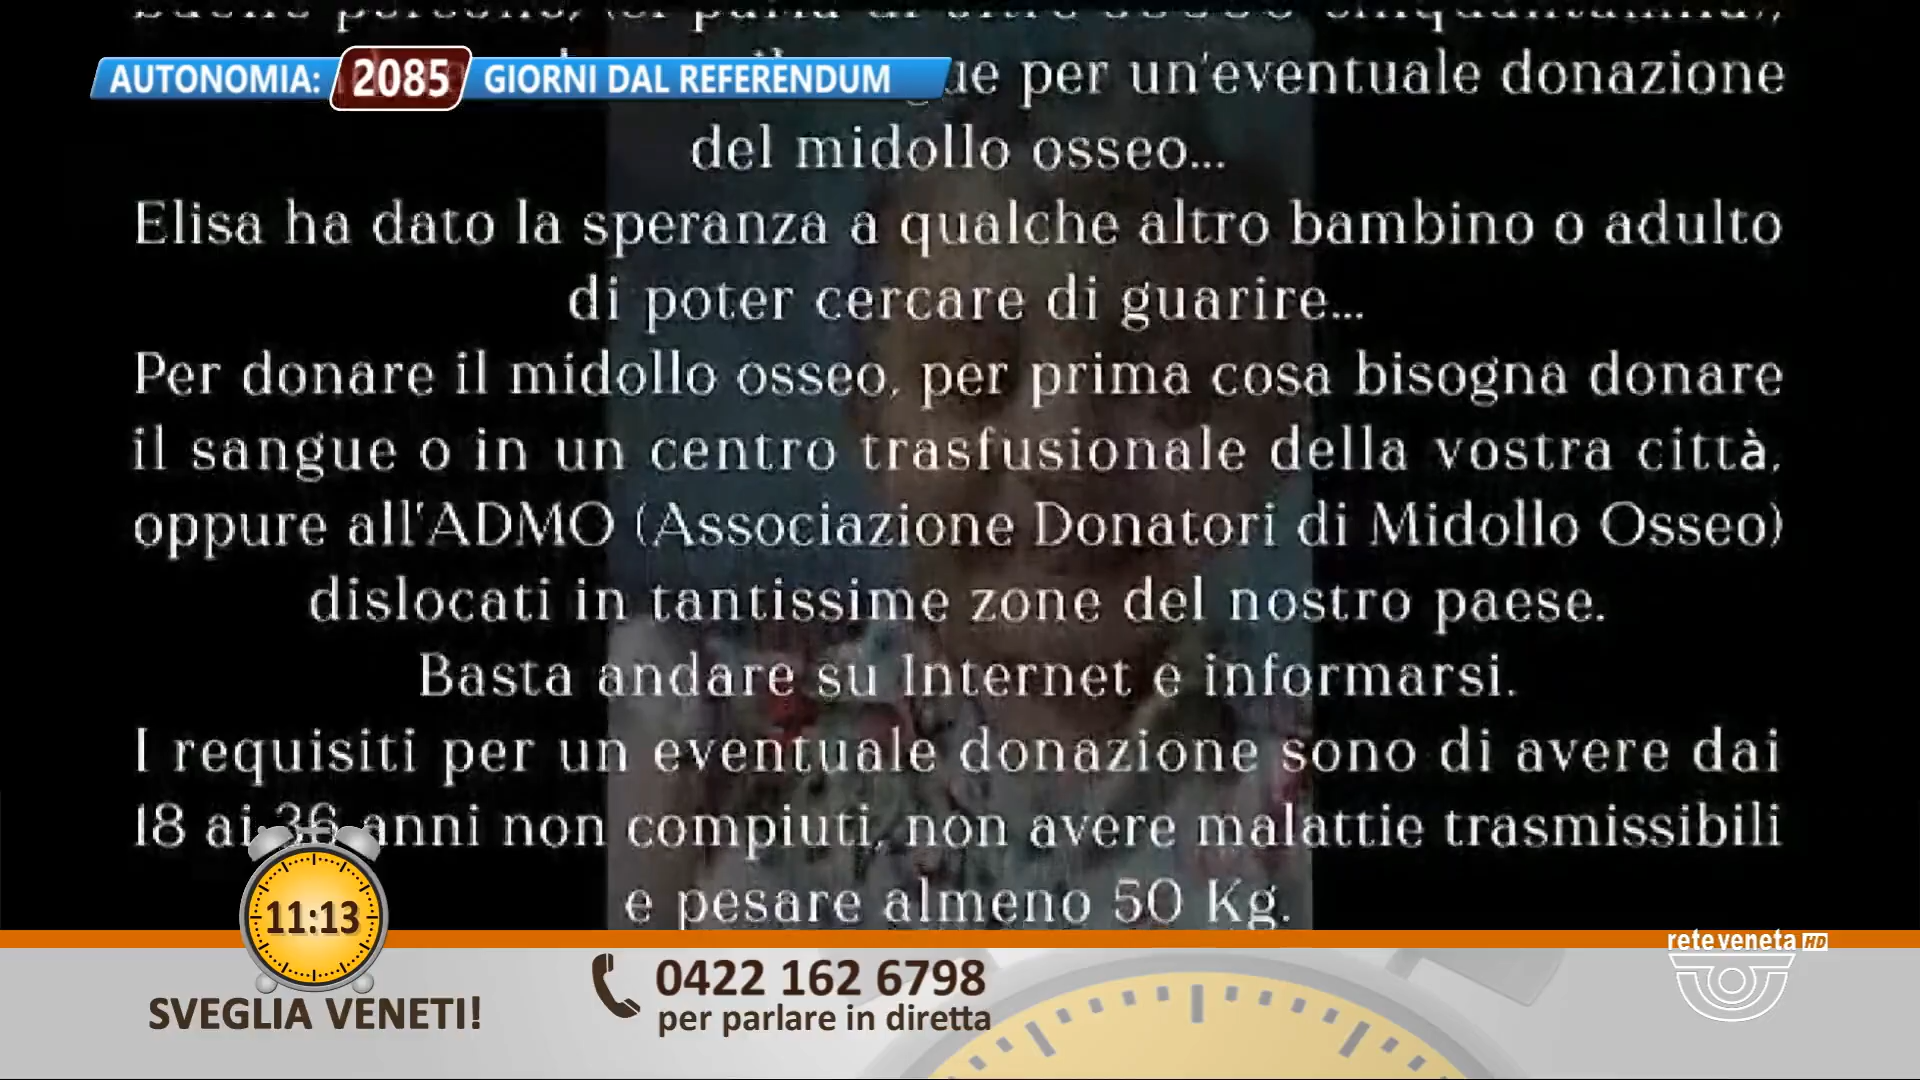 AUTONOMIA: 2085 GIORNI DAL REFERENDUM
per un'eventuale donazione
del midollo osseo...
Elisa ha dato la speranza a qualche altro bambino o adulto
di poter cercare di guarire...
Per donare il midollo osseo, per prima cosa bisogna donare
il sangue o in un centro trasfusionale della vostra città,
oppure all'ADMO (Associazione Donatori di Midollo Osseo)
dislocati in tantissime zone del nostro paese.
Basta andare su Internet e informarsi.
I requisiti per un eventuale donazione sono di avere dai
18 ai 36 anni non compiuti, non avere malattie trasmissibili
e pesare almeno 50 Kg.
11:13
SVEGLIA VENETI!
0422 162 6798
per parlare in diretta
reteveneta HD